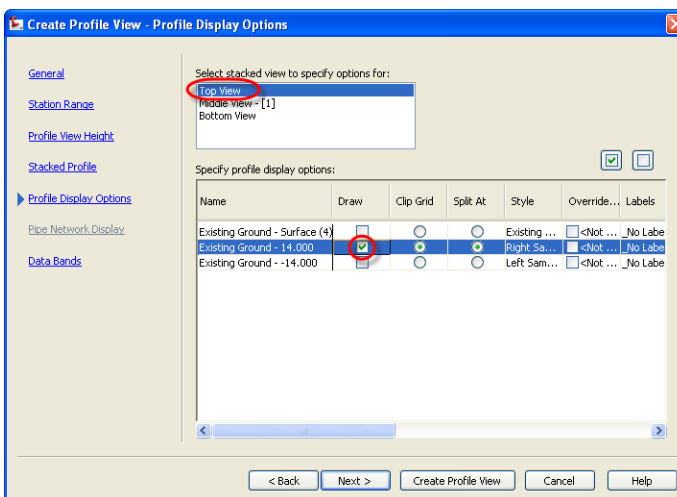 Create Profile View - Profile Display Options
General
Station Range
Profile View Height
Stacked Profile
Profile Display Options
Pipe Network Display
Data Bands
Select stacked view to specify options for:
Top View
Middle View - [1]
Bottom View
Specify profile display options:
Name Draw Clip Grid Split At Style Override... Labels
Existing Ground - Surface (4) Existing ... <Not ... _No Labe
Existing Ground - 14.000 Right Sa... <Not ... _No Labe
Existing Ground - -14.000 Left Sam... <Not ... _No Labe
< Back Next > Create Profile View Cancel Help